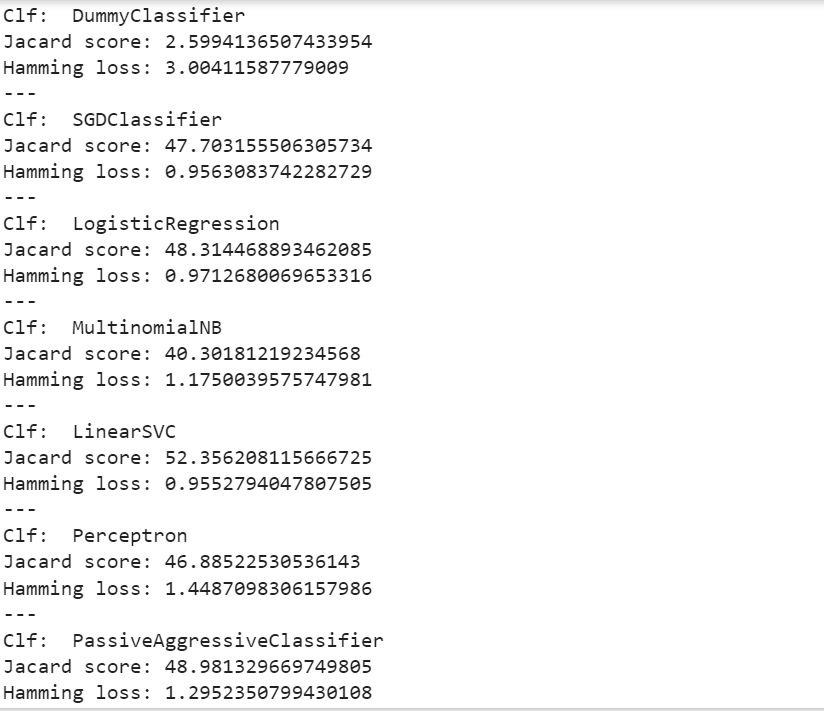 Clf:  DummyClassifier
Jacard score: 2.5994136507433954
Hamming loss: 3.00411587779009
---
Clf:  SGDClassifier
Jacard score: 47.703155506305734
Hamming loss: 0.9563083742282729
---
Clf:  LogisticRegression
Jacard score: 48.314468893462085
Hamming loss: 0.9712680069653316
---
Clf:  MultinomialNB
Jacard score: 40.30181219234568
Hamming loss: 1.1750039575747981
---
Clf:  LinearSVC
Jacard score: 52.356208115666725
Hamming loss: 0.9552794047807505
---
Clf:  Perceptron
Jacard score: 46.88522530536143
Hamming loss: 1.4487098306157986
---
Clf:  PassiveAggressiveClassifier
Jacard score: 48.981329669749805
Hamming loss: 1.2952350799430108